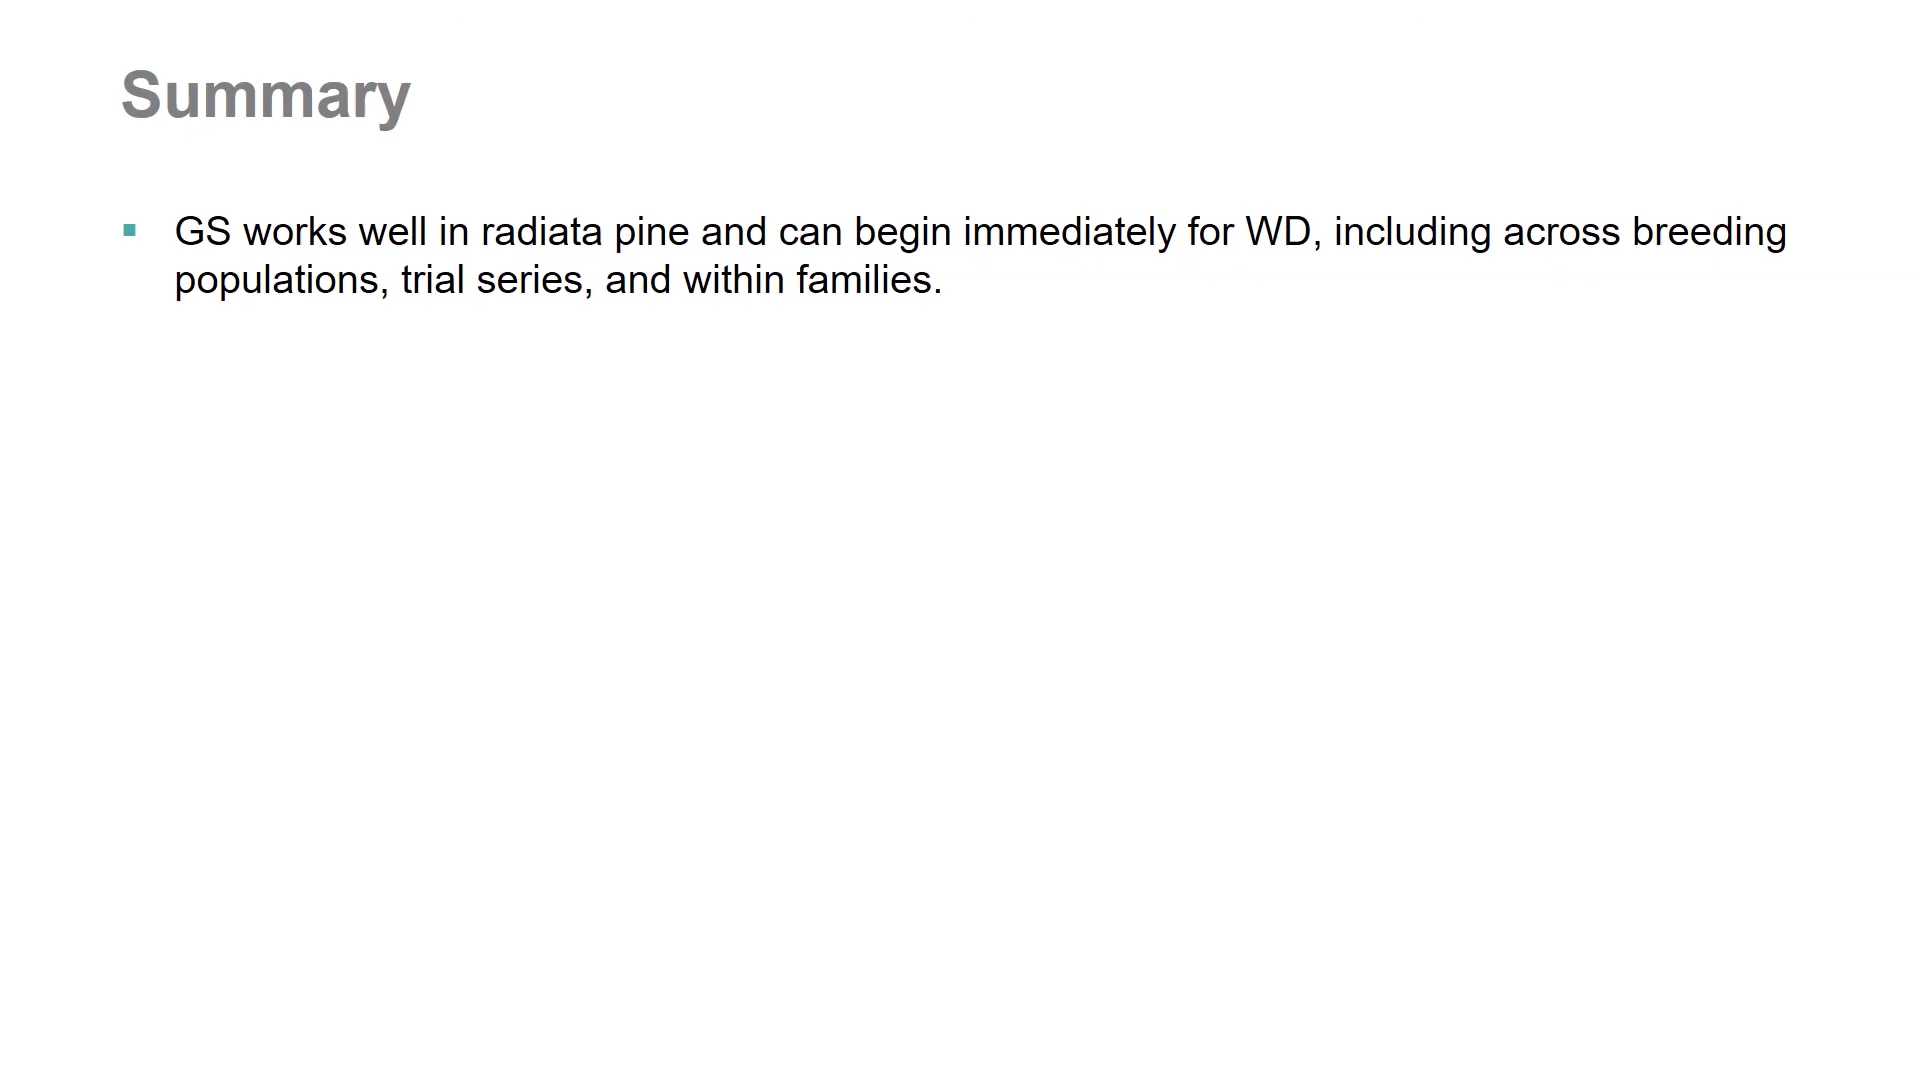 Summary
▪ GS works well in radiata pine and can begin immediately for WD, including across breeding
populations, trial series, and within families.